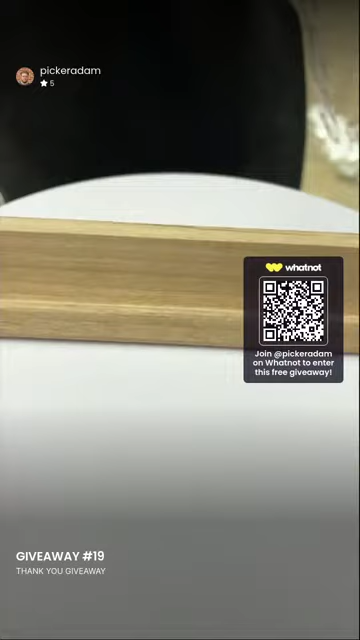 pickeradam
5
whatnot
Join @pickeradam
on Whatnot to enter
this free giveaway!
GIVEAWAY #19
THANK YOU GIVEAWAY